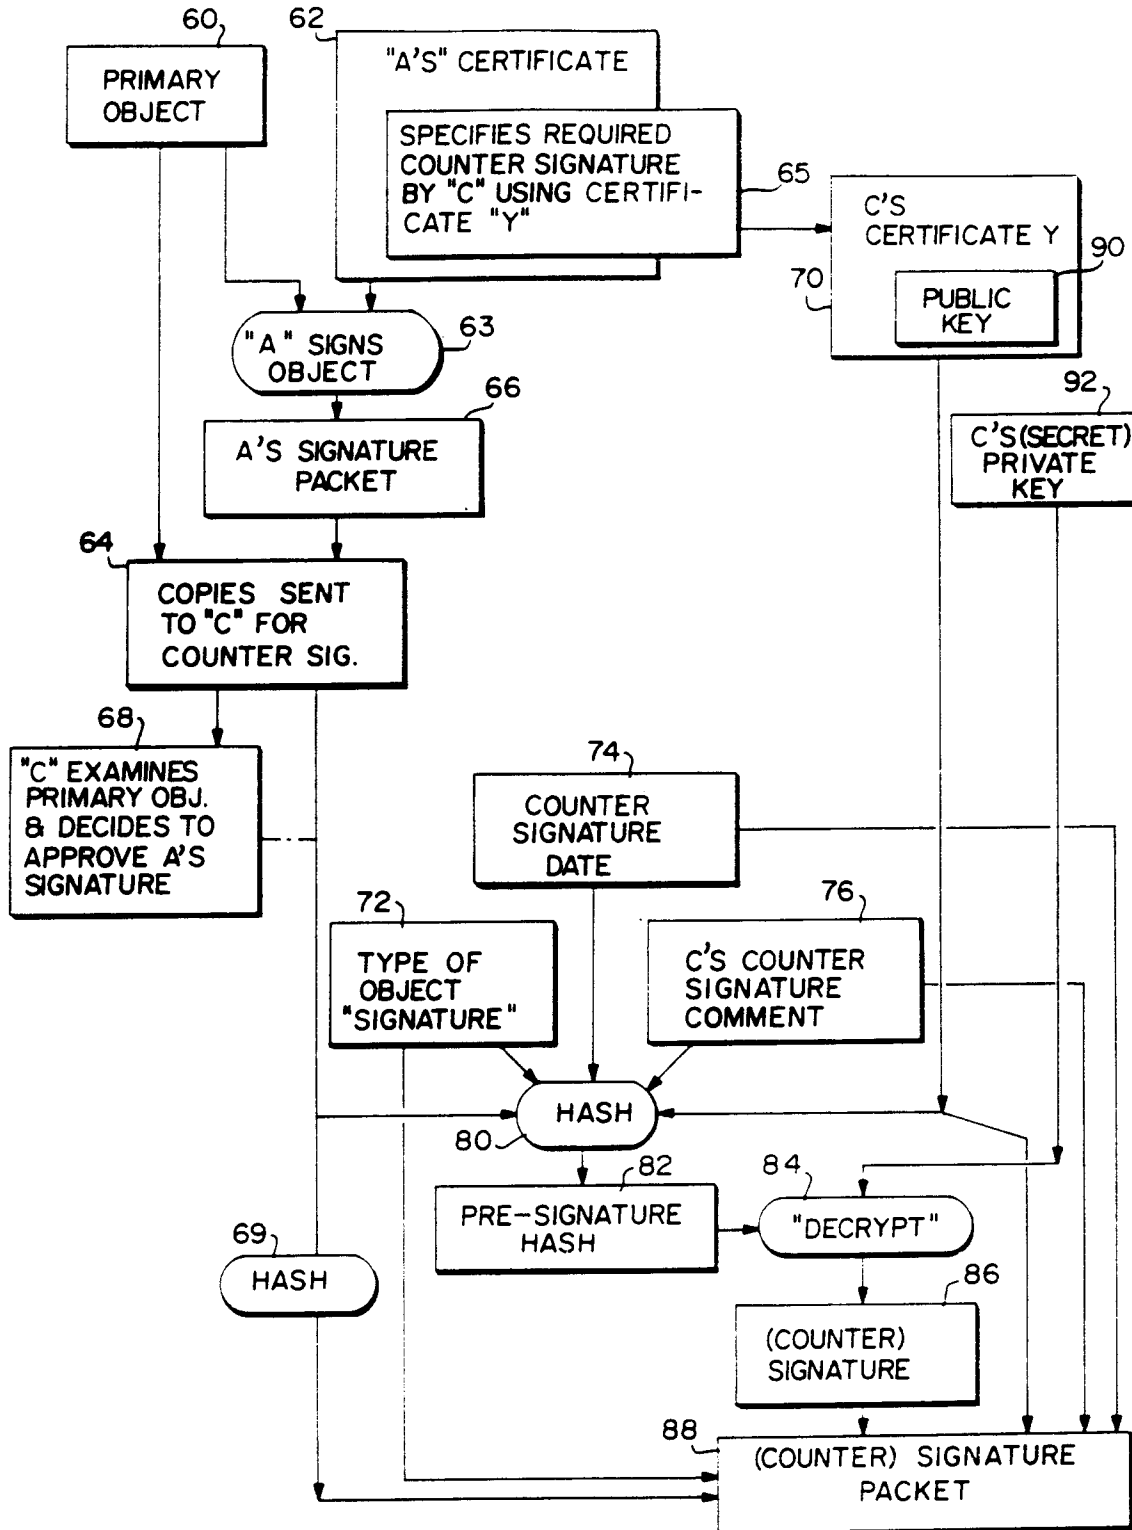 60
PRIMARY
OBJECT
62
"A'S" CERTIFICATE
SPECIFIES REQUIRED
COUNTER SIGNATURE
BY "C" USING CERTIFI-
CATE "Y"
65
C'S
CERTIFICATE Y
70
90
PUBLIC
KEY
"A" SIGNS
OBJECT
63
66
A'S SIGNATURE
PACKET
92
C'S (SECRET)
PRIVATE
KEY
64
COPIES SENT
TO "C" FOR
COUNTER SIG.
68
"C" EXAMINES
PRIMARY OBJ.
& DECIDES TO
APPROVE A'S
SIGNATURE
74
COUNTER
SIGNATURE
DATE
72
TYPE OF
OBJECT
"SIGNATURE"
76
C'S COUNTER
SIGNATURE
COMMENT
HASH
80
82
PRE-SIGNATURE
HASH
84
"DECRYPT"
69
HASH
86
(COUNTER)
SIGNATURE
88
(COUNTER) SIGNATURE
PACKET